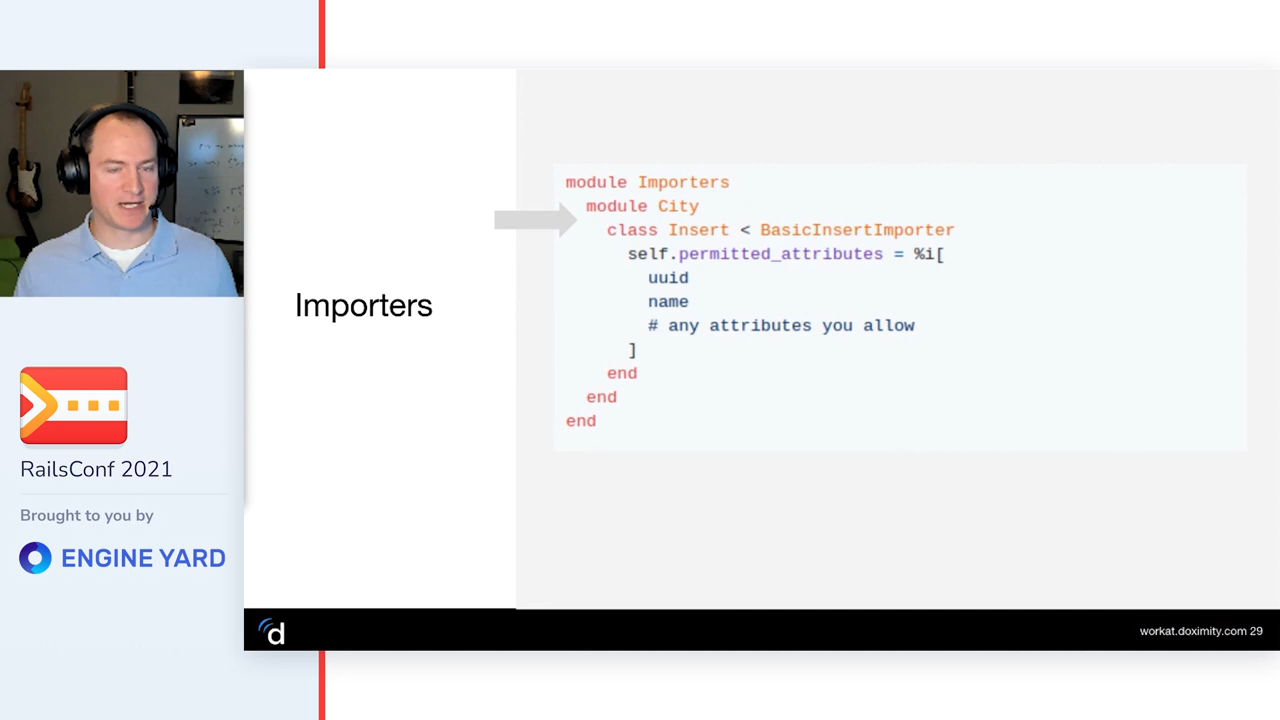 RailsConf 2021
Brought to you by
ENGINE YARD
Importers
module Importers
  module City
    class Insert < BasicInsertImporter
      self.permitted_attributes = %i[
        uuid
        name
        # any attributes you allow
      ]
    end
  end
end
d
workat.doximity.com 29